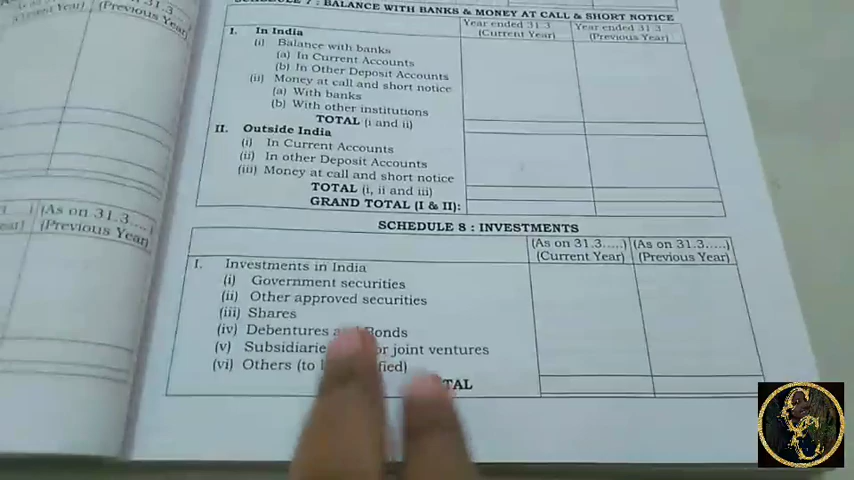 31.3....
(Current Year)
(Previous Year)
SCHEDULE 7 : BALANCE WITH BANKS & MONEY AT CALL & SHORT NOTICE
Year ended 31.3 Year ended 31.3
(Current Year) (Previous Year)
I. In India
(i) Balance with banks
(a) In Current Accounts
(b) In Other Deposit Accounts
(ii) Money at call and short notice
(a) With banks
(b) With other institutions
TOTAL (i and ii)
II. Outside India
(i) In Current Accounts
(ii) In other Deposit Accounts
(iii) Money at call and short notice
TOTAL (i, ii and iii)
GRAND TOTAL (I & II):
(As on 31.3....
(Previous Year)
SCHEDULE 8 : INVESTMENTS
(As on 31.3.....) (As on 31.3.....)
(Current Year) (Previous Year)
I. Investments in India
(i) Government securities
(ii) Other approved securities
(iii) Shares
(iv) Debentures Bonds
(v) or joint ventures
(vi) Others (to